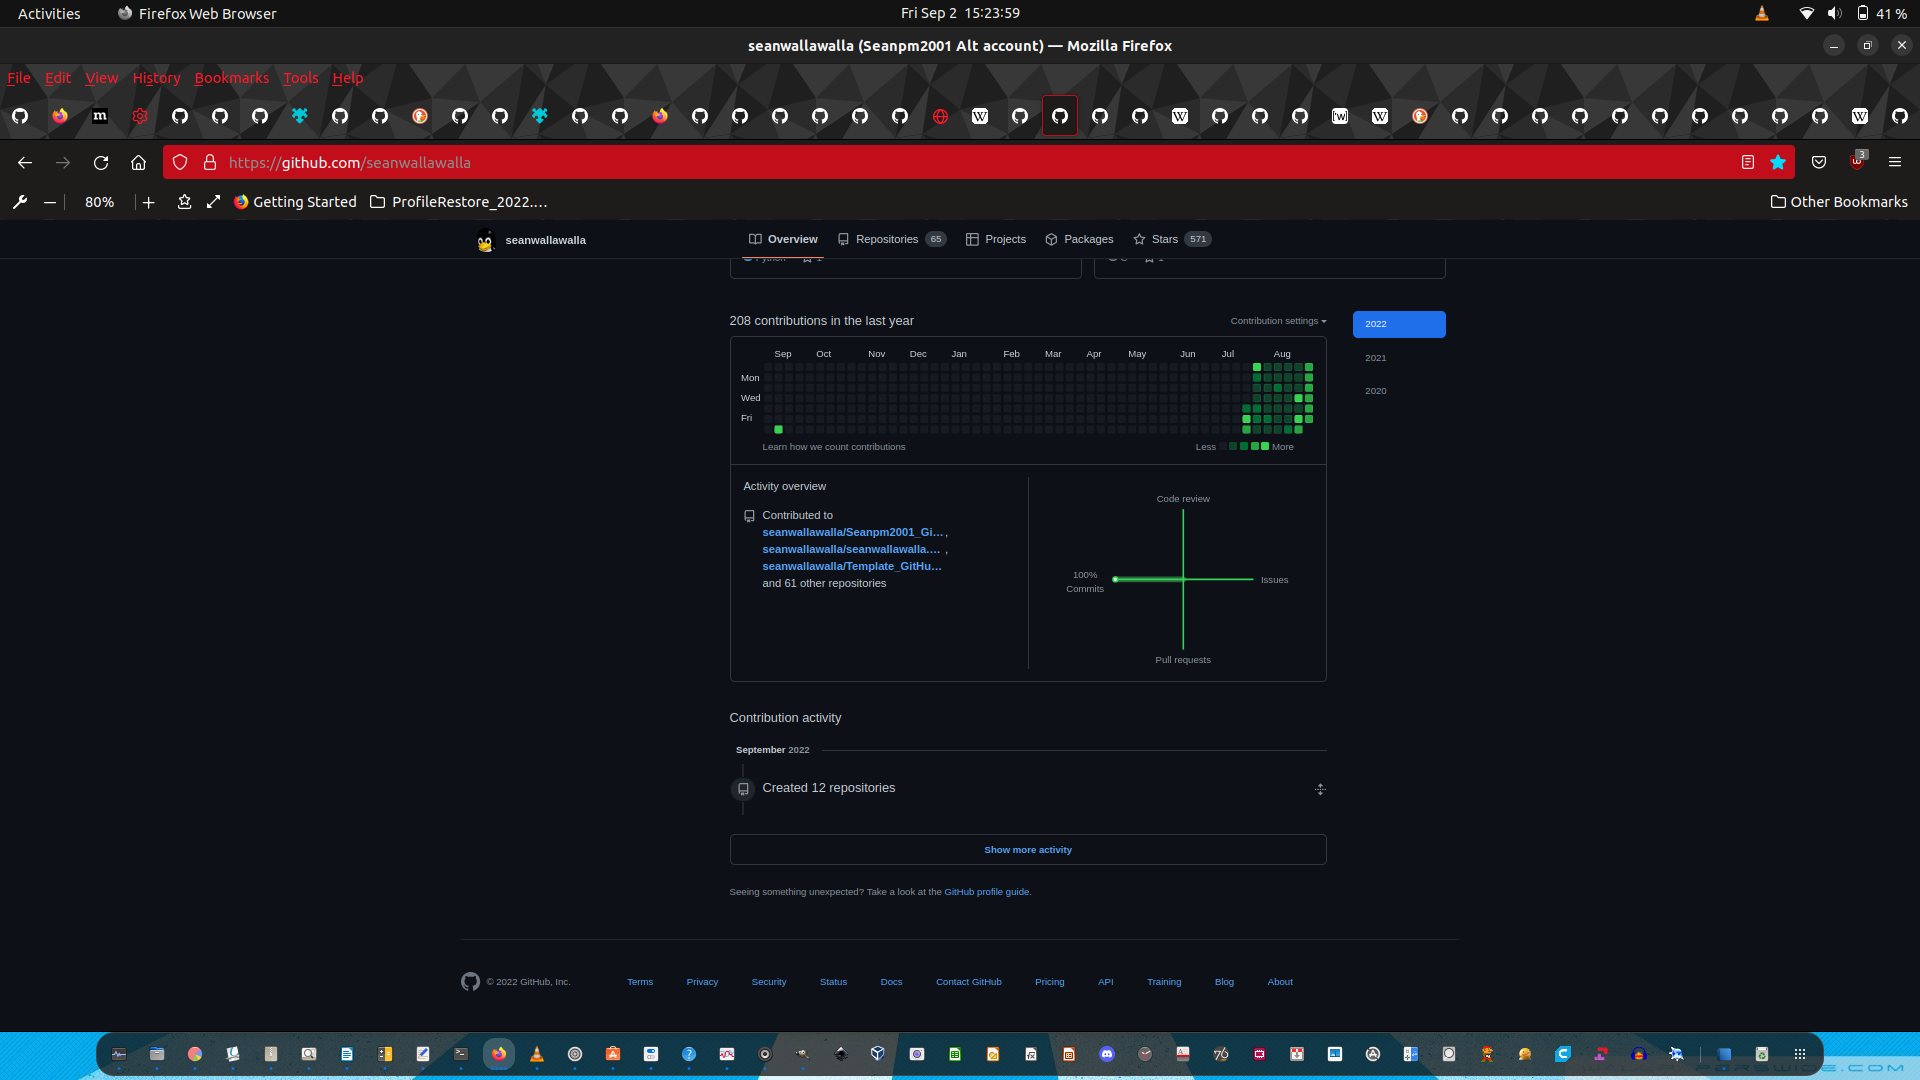 Activities
Firefox Web Browser
Fri Sep 2 15:23:59
41 %
seanwallawalla (Seanpm2001 Alt account) — Mozilla Firefox
File Edit View History Bookmarks Tools Help
https://github.com/seanwallawalla
3
80%
Getting Started
ProfileRestore_2022....
Other Bookmarks
seanwallawalla
Overview
Repositories 65
Projects
Packages
Stars 571
208 contributions in the last year
Contribution settings
2022
2021
2020
Sep Oct Nov Dec Jan Feb Mar Apr May Jun Jul Aug
Mon
Wed
Fri
Learn how we count contributions
Less More
Activity overview
Contributed to
seanwallawalla/Seanpm2001_Gi… ,
seanwallawalla/seanwallawalla.… ,
seanwallawalla/Template_GitHu…
and 61 other repositories
Code review
100%
Commits
Issues
Pull requests
Contribution activity
September 2022
Created 12 repositories
Show more activity
Seeing something unexpected? Take a look at the GitHub profile guide.
© 2022 GitHub, Inc.
Terms
Privacy
Security
Status
Docs
Contact GitHub
Pricing
API
Training
Blog
About